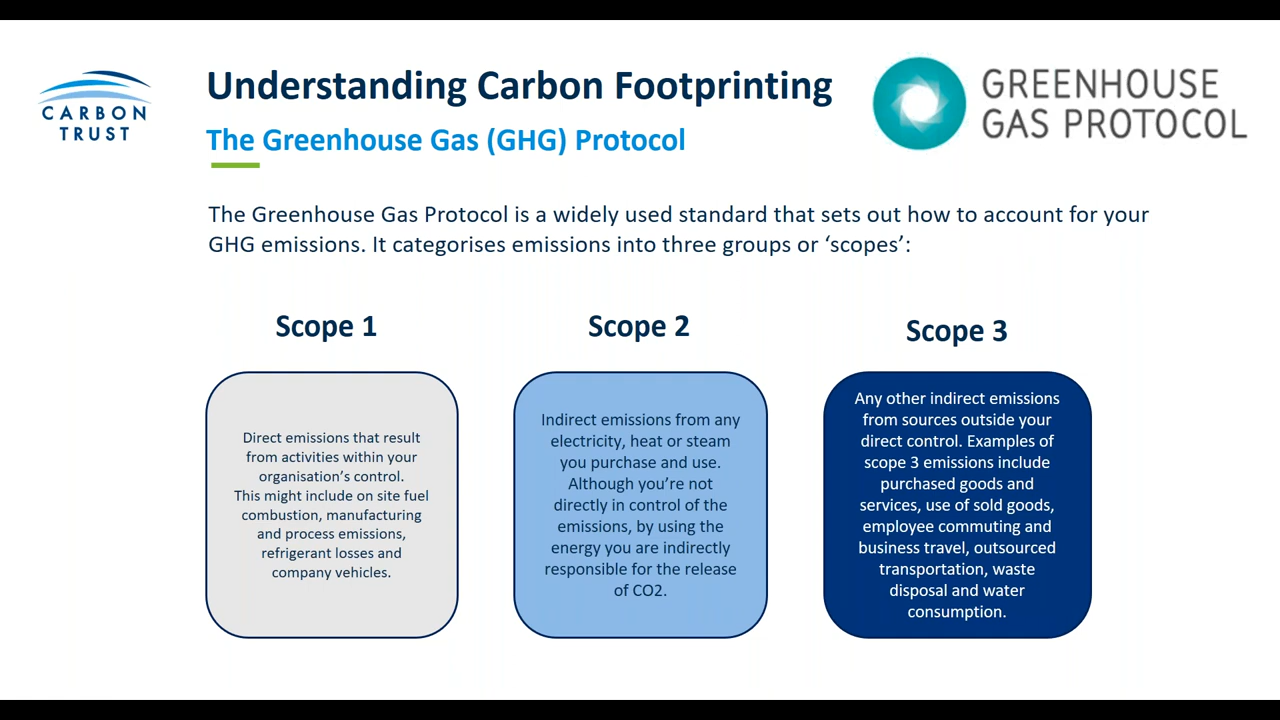 CARBON
TRUST
Understanding Carbon Footprinting
The Greenhouse Gas (GHG) Protocol
GREENHOUSE
GAS PROTOCOL
The Greenhouse Gas Protocol is a widely used standard that sets out how to account for your
GHG emissions. It categorises emissions into three groups or ‘scopes’:
Scope 1
Direct emissions that result
from activities within your
organisation’s control.
This might include on site fuel
combustion, manufacturing
and process emissions,
refrigerant losses and
company vehicles.
Scope 2
Indirect emissions from any
electricity, heat or steam
you purchase and use.
Although you’re not
directly in control of the
emissions, by using the
energy you are indirectly
responsible for the release
of CO2.
Scope 3
Any other indirect emissions
from sources outside your
direct control. Examples of
scope 3 emissions include
purchased goods and
services, use of sold goods,
employee commuting and
business travel, outsourced
transportation, waste
disposal and water
consumption.